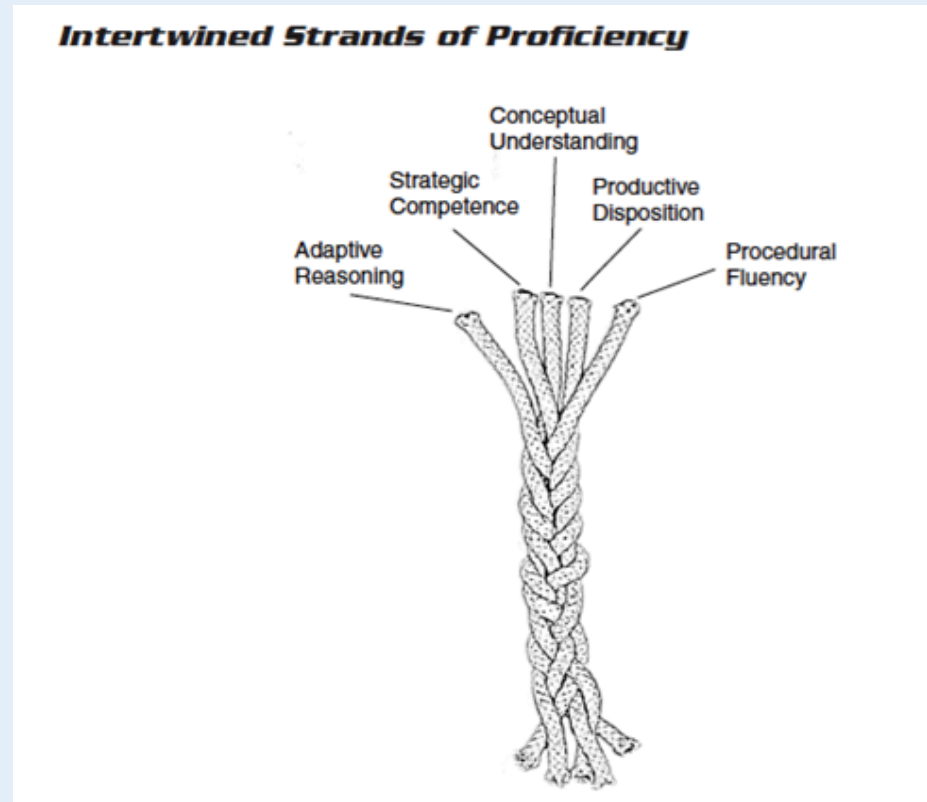 Intertwined Strands of Proficiency
Conceptual
Understanding
Strategic
Competence
Productive
Disposition
Adaptive
Reasoning
Procedural
Fluency